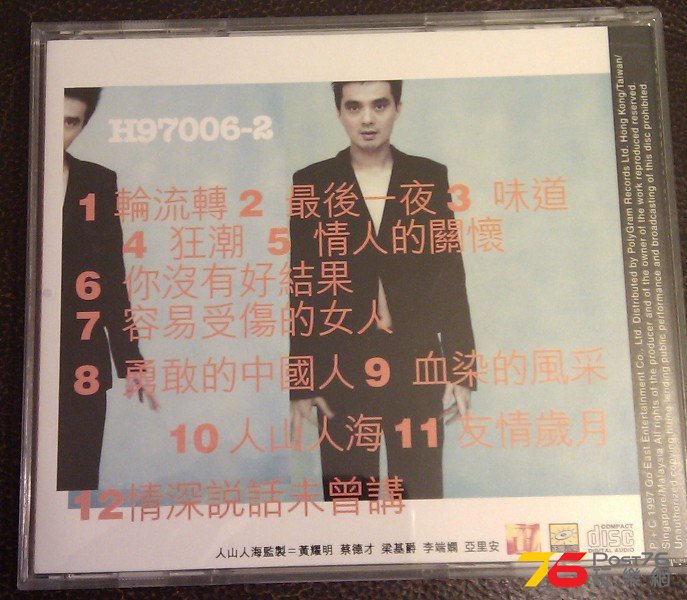 H97006-2
1 輪流轉 2 最後一夜 3 味道
4 狂潮 5 情人的關懷
6 你沒有好結果
7 容易受傷的女人
8 勇敢的中國人 9 血染的風采
10 人山人海 11 友情歲月
12 情深説話未曾講
人山人海監製=黃耀明 蔡德才 梁基爵 李端嫻 亞里安
COMPACT
disc
DIGITAL AUDIO
P + C 1997 Go East Entertainment Co., Ltd Distributed by PolyGram Records Ltd. Hong Kong/Taiwan/
Singapore/Malaysia All rights of the producer and of the owner of the work reproduced reserved.
Unauthorized copying hiring lending public performance and broadcasting of this disc prohibited.
76 Post76